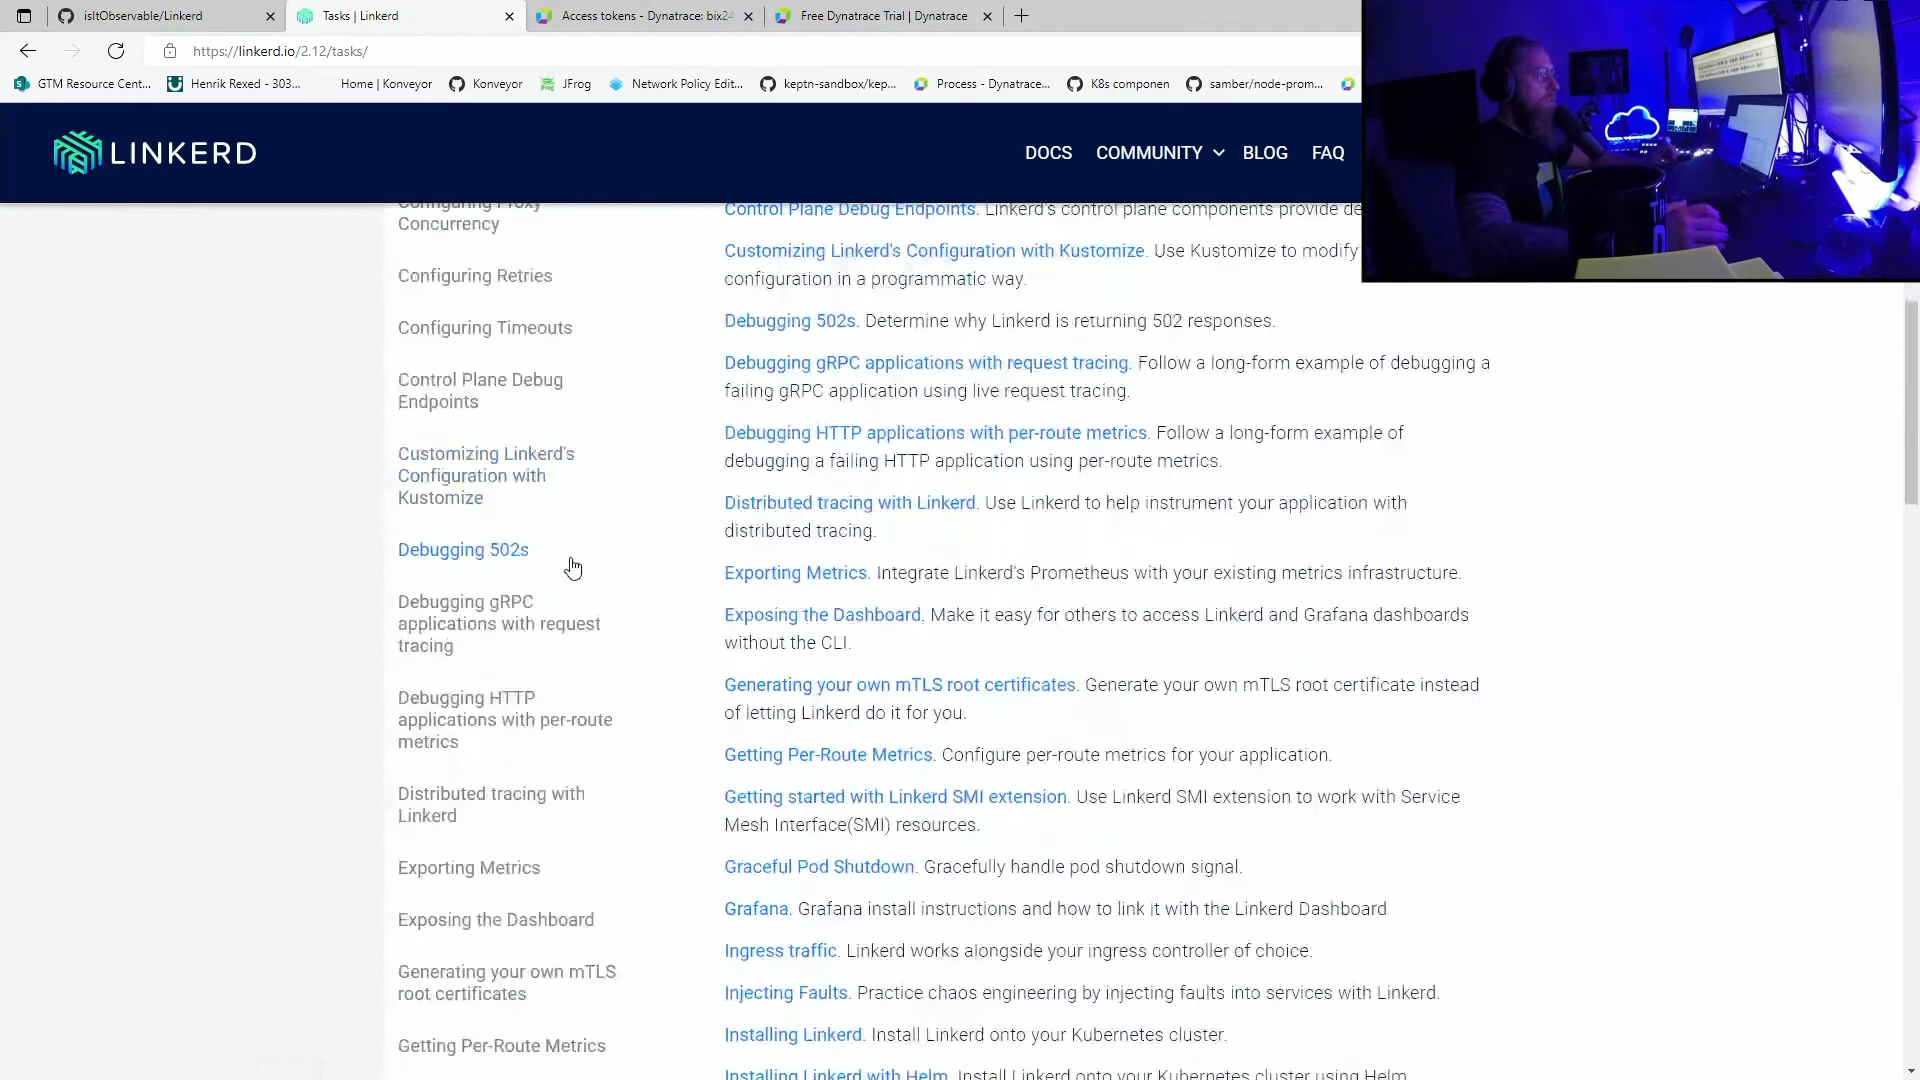 isItObservable/Linkerd
Tasks | Linkerd
Access tokens - Dynatrace: bix24
Free Dynatrace Trial | Dynatrace
https://linkerd.io/2.12/tasks/
GTM Resource Cent...
Henrik Rexed - 303...
Home | Konveyor
Konveyor
JFrog
Network Policy Edit...
keptn-sandbox/kep...
Process - Dynatrace...
K8s componen
samber/node-prom...
LINKERD
DOCS
COMMUNITY
BLOG
FAQ
Configuring Proxy
Concurrency
Configuring Retries
Configuring Timeouts
Control Plane Debug
Endpoints
Customizing Linkerd's
Configuration with
Kustomize
Debugging 502s
Debugging gRPC
applications with request
tracing
Debugging HTTP
applications with per-route
metrics
Distributed tracing with
Linkerd
Exporting Metrics
Exposing the Dashboard
Generating your own mTLS
root certificates
Getting Per-Route Metrics
Control Plane Debug Endpoints. Linkerd's control plane components provide de
Customizing Linkerd's Configuration with Kustomize. Use Kustomize to modify
configuration in a programmatic way.
Debugging 502s. Determine why Linkerd is returning 502 responses.
Debugging gRPC applications with request tracing. Follow a long-form example of debugging a
failing gRPC application using live request tracing.
Debugging HTTP applications with per-route metrics. Follow a long-form example of
debugging a failing HTTP application using per-route metrics.
Distributed tracing with Linkerd. Use Linkerd to help instrument your application with
distributed tracing.
Exporting Metrics. Integrate Linkerd's Prometheus with your existing metrics infrastructure.
Exposing the Dashboard. Make it easy for others to access Linkerd and Grafana dashboards
without the CLI.
Generating your own mTLS root certificates. Generate your own mTLS root certificate instead
of letting Linkerd do it for you.
Getting Per-Route Metrics. Configure per-route metrics for your application.
Getting started with Linkerd SMI extension. Use Linkerd SMI extension to work with Service
Mesh Interface(SMI) resources.
Graceful Pod Shutdown. Gracefully handle pod shutdown signal.
Grafana. Grafana install instructions and how to link it with the Linkerd Dashboard
Ingress traffic. Linkerd works alongside your ingress controller of choice.
Injecting Faults. Practice chaos engineering by injecting faults into services with Linkerd.
Installing Linkerd. Install Linkerd onto your Kubernetes cluster.
Installing Linkerd with Helm. Install Linkerd onto your Kubernetes cluster using Helm.